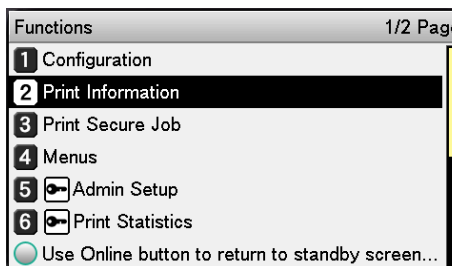 Functions 1/2 Pag
1 Configuration
2 Print Information
3 Print Secure Job
4 Menus
5 Admin Setup
6 Print Statistics
Use Online button to return to standby screen...